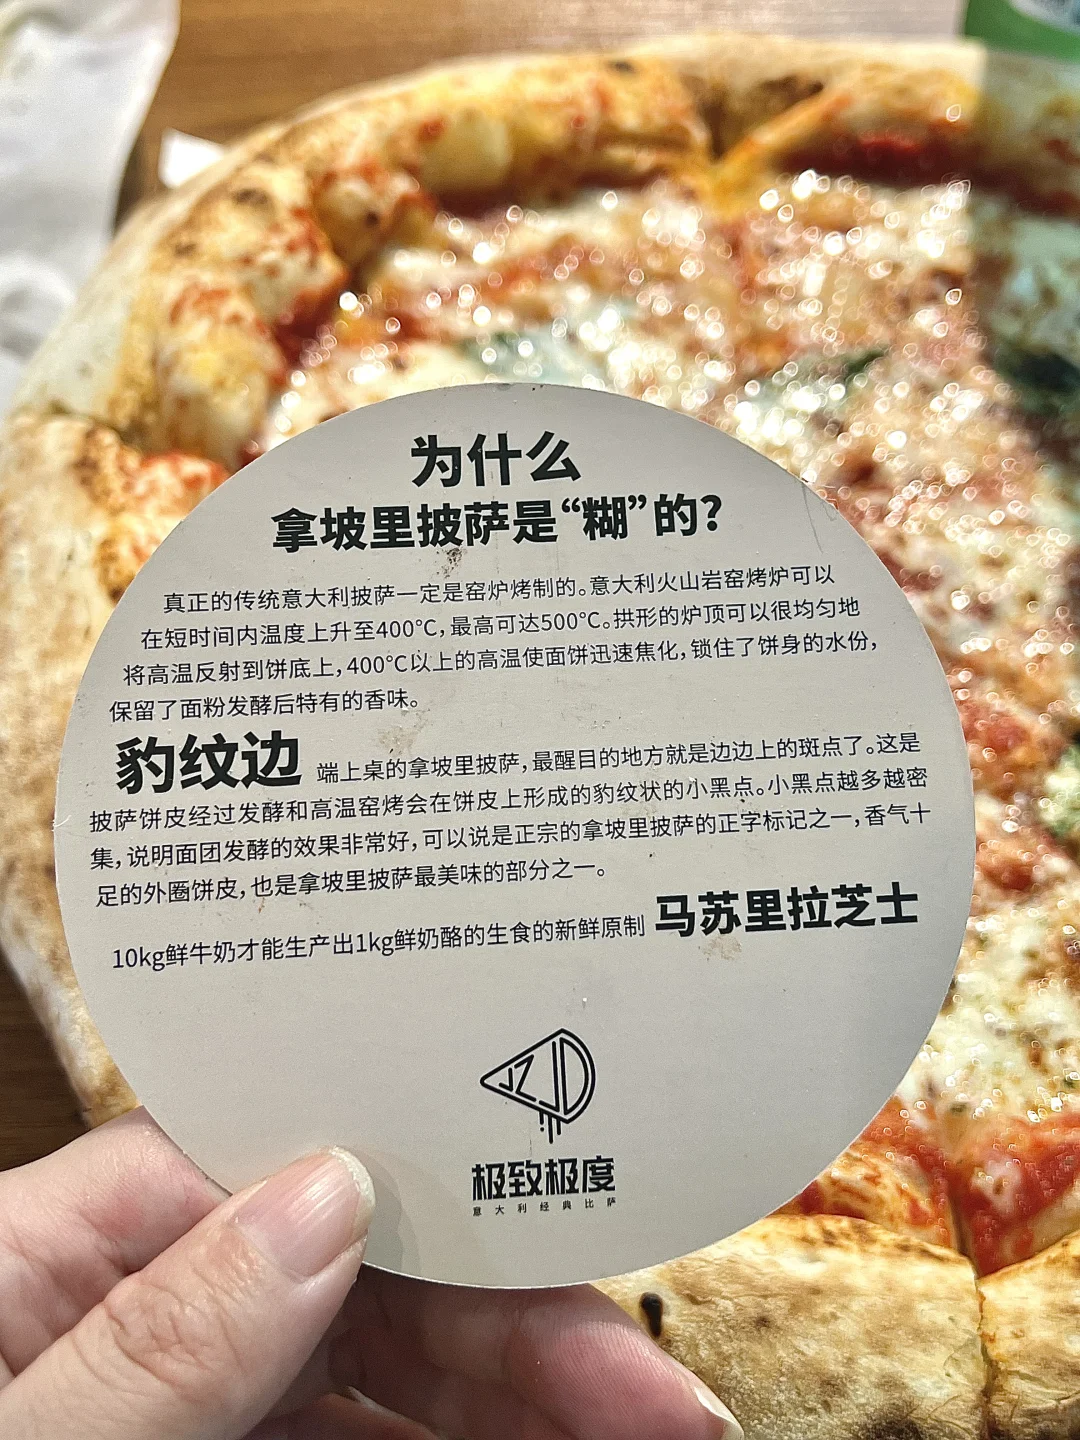 为什么
拿坡里披萨是“糊”的?
真正的传统意大利披萨一定是窑炉烤制的。意大利火山岩窑烤炉可以
在短时间内温度上升至400℃,最高可达500℃。拱形的炉顶可以很均匀地
将高温反射到饼底上,400℃以上的高温使面饼迅速焦化,锁住了饼身的水份,
保留了面粉发酵后特有的香味。
豹纹边 端上桌的拿坡里披萨,最醒目的地方就是边边上的斑点了。这是
披萨饼皮经过发酵和高温窑烤会在饼皮上形成的豹纹状的小黑点。小黑点越多越密
集,说明面团发酵的效果非常好,可以说是正宗的拿坡里披萨的正字标记之一,香气十
足的外圈饼皮,也是拿坡里披萨最美味的部分之一。
10kg鲜牛奶才能生产出1kg鲜奶酪的生食的新鲜原制 马苏里拉芝士
JZJD
极致极度
意大利经典比萨